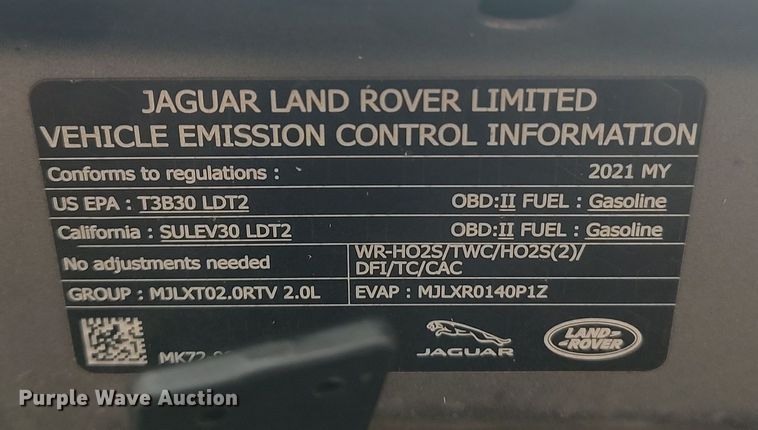 JAGUAR LAND ROVER LIMITED
VEHICLE EMISSION CONTROL INFORMATION
Conforms to regulations : 2021 MY
US EPA : T3B30 LDT2 OBD:II FUEL : Gasoline
California : SULEV30 LDT2 OBD:II FUEL : Gasoline
No adjustments needed
WR-HO2S/TWC/HO2S(2)/
DFI/TC/CAC
GROUP : MJLXT02.0RTV 2.0L EVAP : MJLXR0140P1Z
MK72
JAGUAR
LAND-
-ROVER
Purple Wave Auction